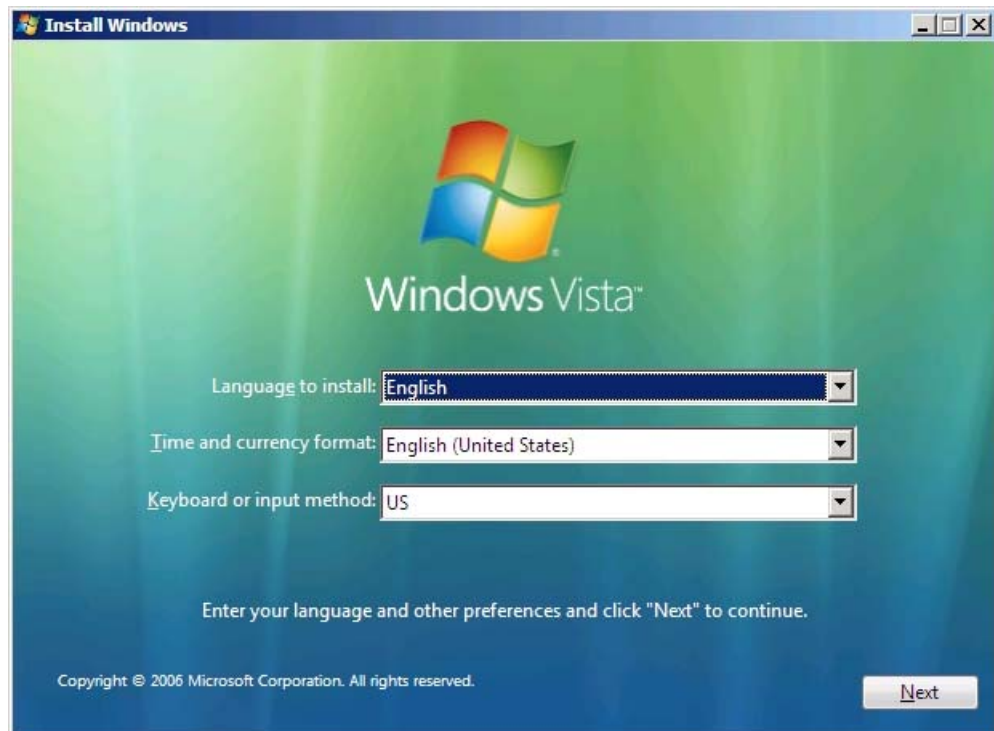 Install Windows
Windows Vista™
Language to install: English
Time and currency format: English (United States)
Keyboard or input method: US
Enter your language and other preferences and click "Next" to continue.
Copyright © 2006 Microsoft Corporation. All rights reserved.
Next